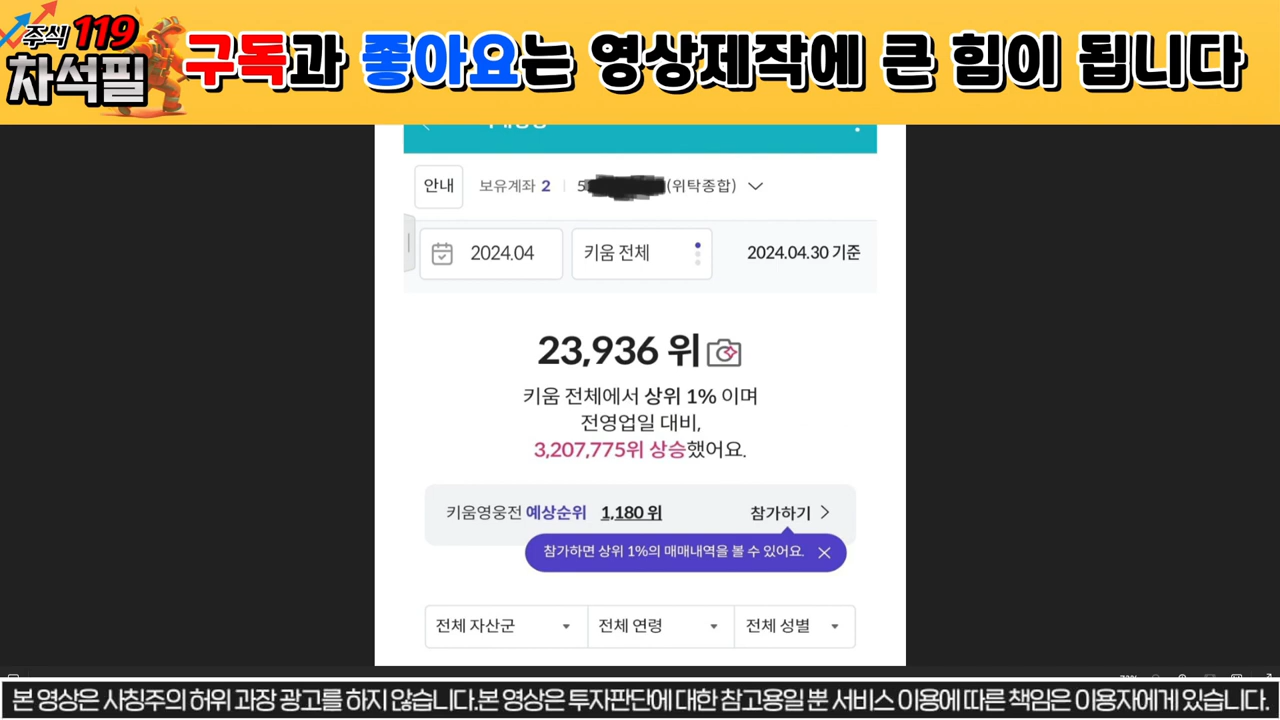 주식 119
차석필
구독과 좋아요는 영상제작에 큰 힘이 됩니다
안내 보유계좌 2 5 (위탁종합)
2024.04 키움 전체 2024.04.30 기준
23,936 위
키움 전체에서 상위 1% 이며
전영업일 대비,
3,207,775위 상승했어요.
키움영웅전 예상순위 1,180 위 참가하기
참가하면 상위 1%의 매매내역을 볼 수 있어요.
전체 자산군 전체 연령 전체 성별
본 영상은 사칭주의 허위 과장 광고를 하지 않습니다.본 영상은 투자판단에 대한 참고용일 뿐 서비스 이용에 따른 책임은 이용자에게 있습니다.